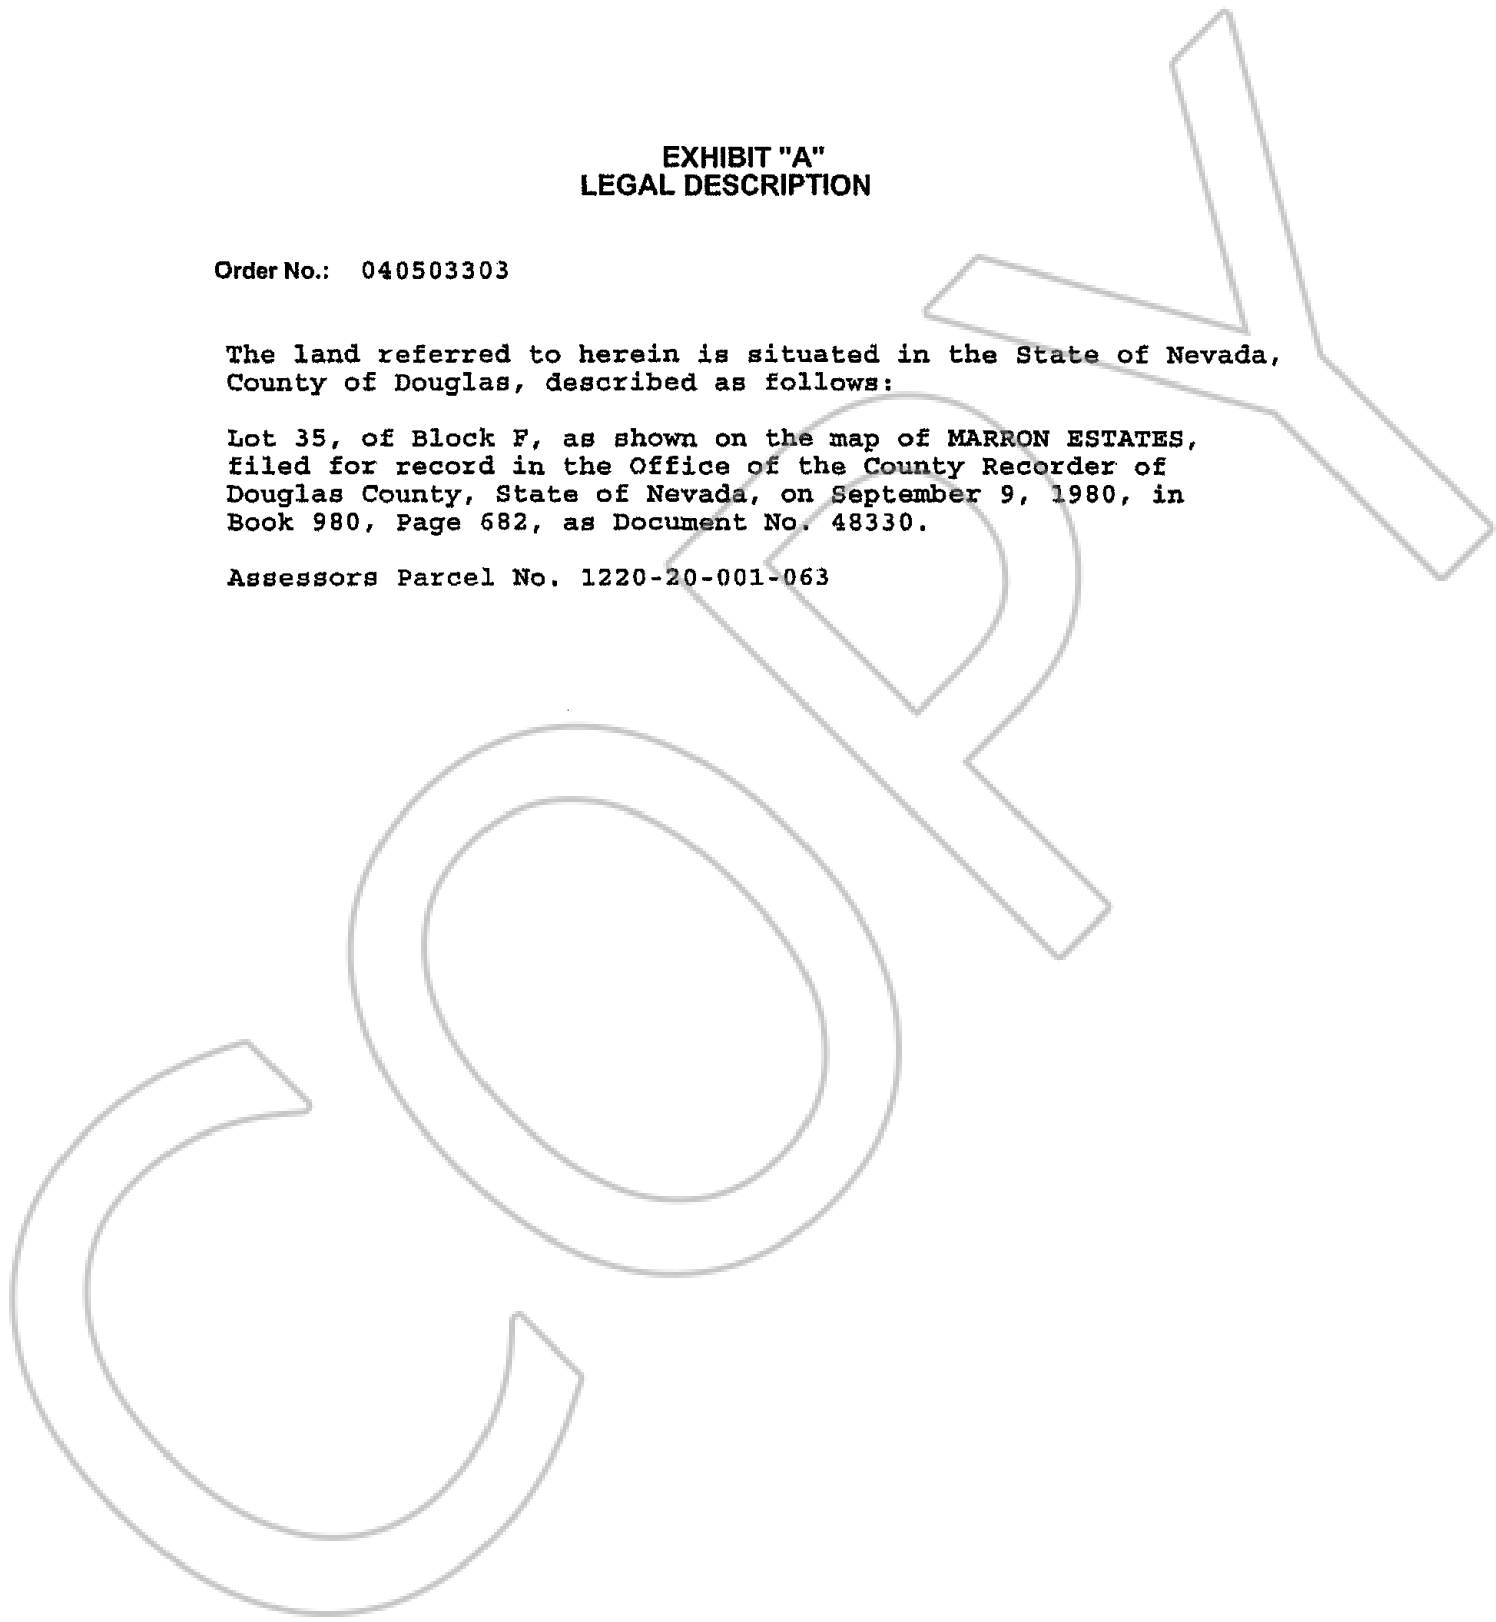 EXHIBIT "A"
LEGAL DESCRIPTION
Order No.: 040503303
The land referred to herein is situated in the State of Nevada,
County of Douglas, described as follows:
Lot 35, of Block F, as shown on the map of MARRON ESTATES,
filed for record in the Office of the County Recorder of
Douglas County, State of Nevada, on September 9, 1980, in
Book 980, Page 682, as Document No. 48330.
Assessors Parcel No. 1220-20-001-063
COPY